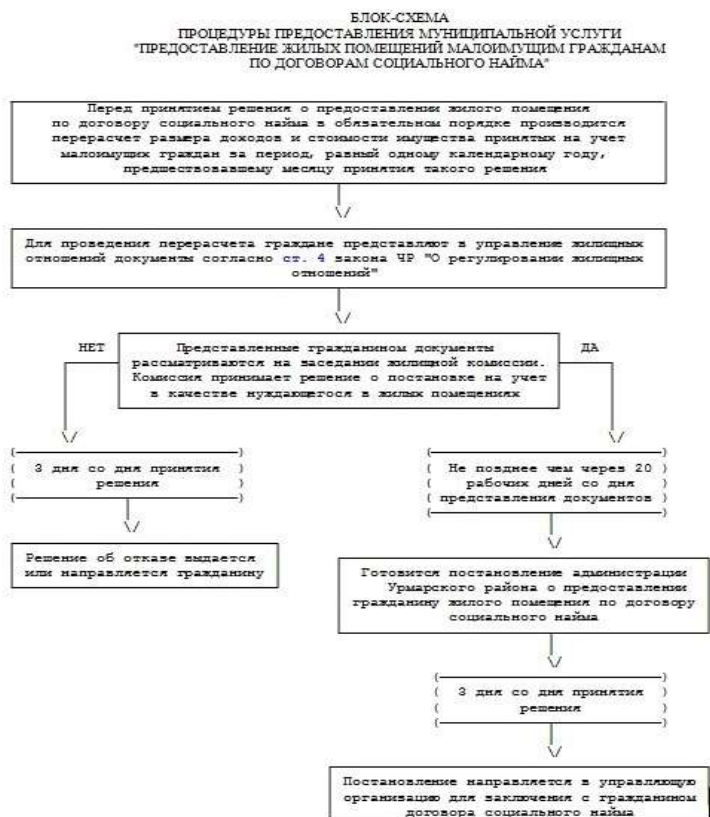 БЛОК-СХЕМА
ПРОЦЕДУРЫ ПРЕДОСТАВЛЕНИЯ МУНИЦИПАЛЬНОЙ УСЛУГИ
"ПРЕДОСТАВЛЕНИЕ ЖИЛЫХ ПОМЕЩЕНИЙ МАЛОИМУЩИМ ГРАЖДАНАМ
ПО ДОГОВОРАМ СОЦИАЛЬНОГО НАЙМА"
Перед принятием решения о предоставлении жилого помещения
по договору социального найма в обязательном порядке производится
перерасчет размера доходов и стоимости имущества принятых на учет
малоимущих граждан за период, равный одному календарному году,
предшествовавшему месяцу принятия такого решения
Для проведения перерасчета граждане представляют в управление жилищных
отношений документы согласно ст. 4 закона ЧР "О регулировании жилищных
отношений"
НЕТ
Представленные гражданином документы
рассматриваются на заседании жилищной комиссии.
Комиссия принимает решение о постановке на учет
в качестве нуждающегося в жилых помещениях
ДА
3 дня со дня принятия
решения
Решение об отказе выдается
или направляется гражданину
Не позднее чем через 20
рабочих дней со дня
представления документов
Готовится постановление администрации
Урмарского района о предоставлении
гражданину жилого помещения по договору
социального найма
3 дня со дня принятия
решения
Постановление направляется в управляющую
организацию для заключения с гражданином
договора социального найма